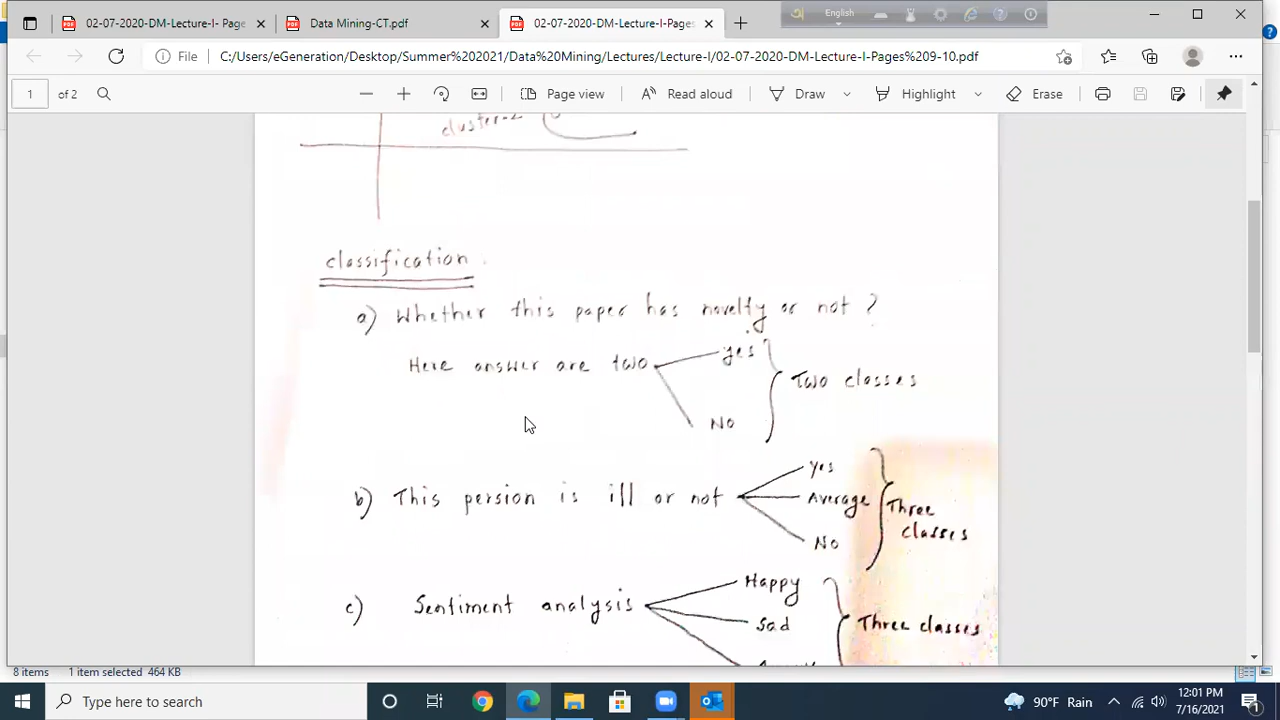 02-07-2020-DM-Lecture-I- Page
Data Mining-CT.pdf
02-07-2020-DM-Lecture-I-Pages
English
File
C:/Users/eGeneration/Desktop/Summer%202021/Data%20Mining/Lectures/Lecture-I/02-07-2020-DM-Lecture-I-Pages%209-10.pdf
1 of 2
Page view
Read aloud
Draw
Highlight
Erase
cluster-2
classification
a) Whether this paper has novelty or not ?
Here answer are two
yes
No
Two classes
b) This persion is ill or not
Yes
Average
No
Three
classes
c) Sentiment analysis
Happy
Sad
Three classes
8 items 1 item selected 464 KB
Type here to search
90°F Rain
12:01 PM
7/16/2021